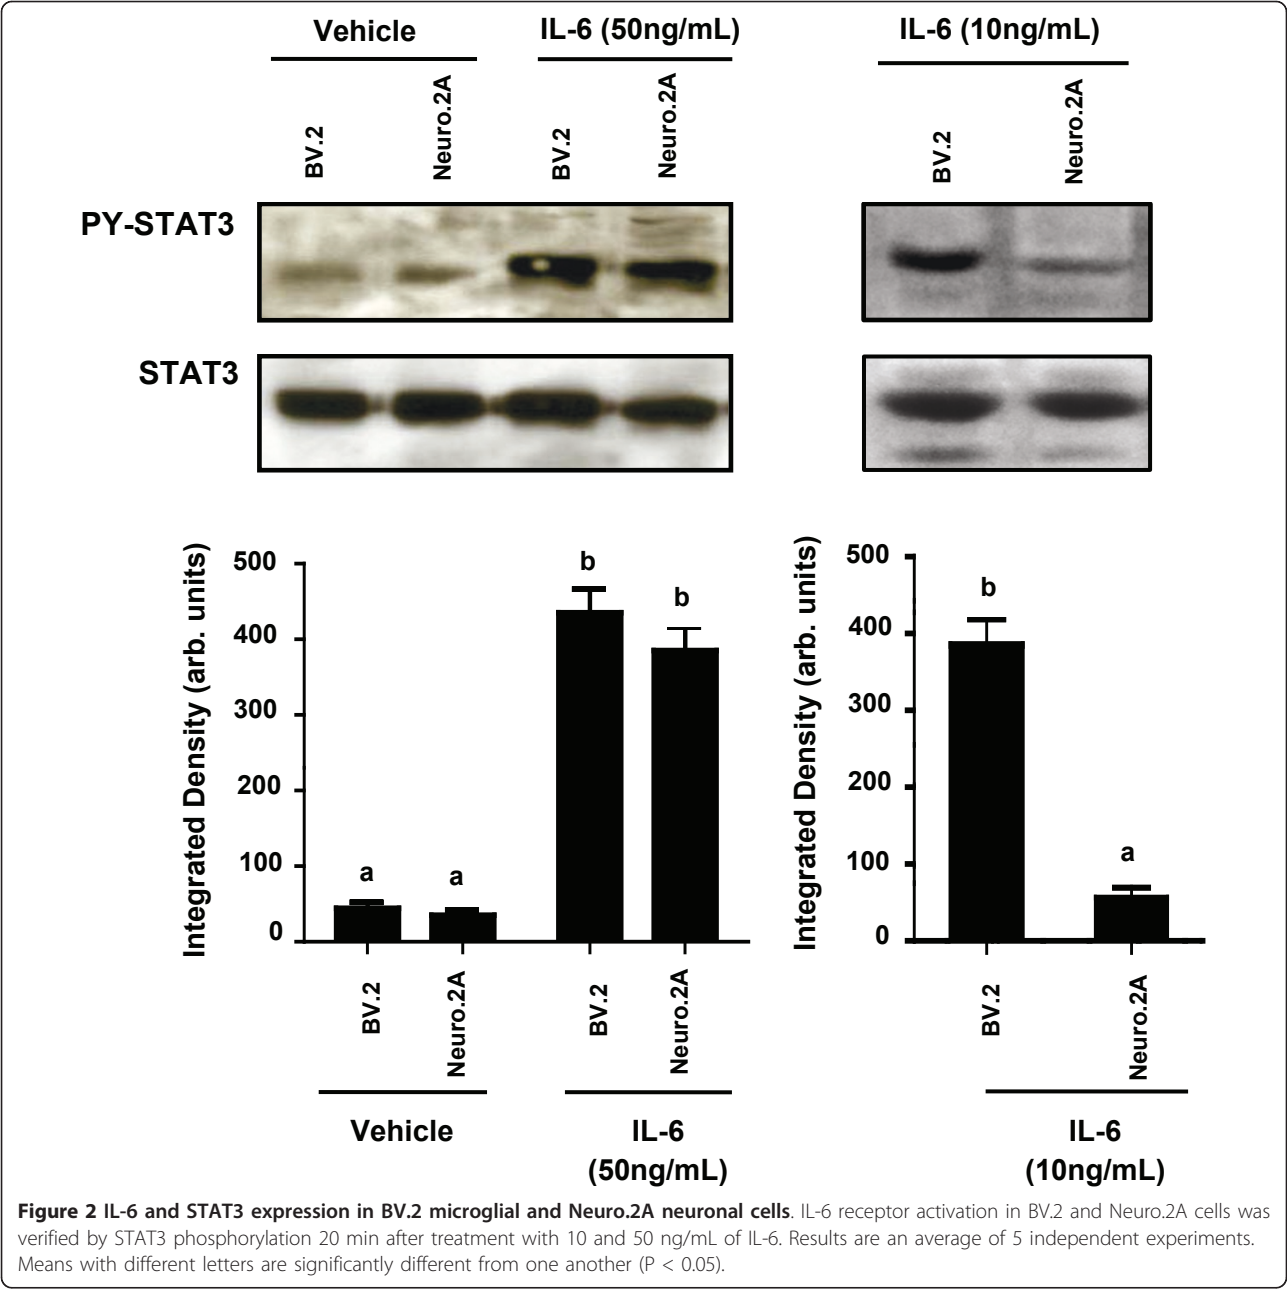 Vehicle IL-6 (50ng/mL) IL-6 (10ng/mL)
BV.2 Neuro.2A BV.2 Neuro.2A BV.2 Neuro.2A
PY-STAT3
STAT3
Integrated Density (arb. units)
500
400
300
200
100
0
a a b b
BV.2 Neuro.2A BV.2 Neuro.2A
Vehicle IL-6
(50ng/mL)
Integrated Density (arb. units)
500
400
300
200
100
0
b a
BV.2 Neuro.2A
IL-6
(10ng/mL)
Figure 2 IL-6 and STAT3 expression in BV.2 microglial and Neuro.2A neuronal cells. IL-6 receptor activation in BV.2 and Neuro.2A cells was
verified by STAT3 phosphorylation 20 min after treatment with 10 and 50 ng/mL of IL-6. Results are an average of 5 independent experiments.
Means with different letters are significantly different from one another (P < 0.05).